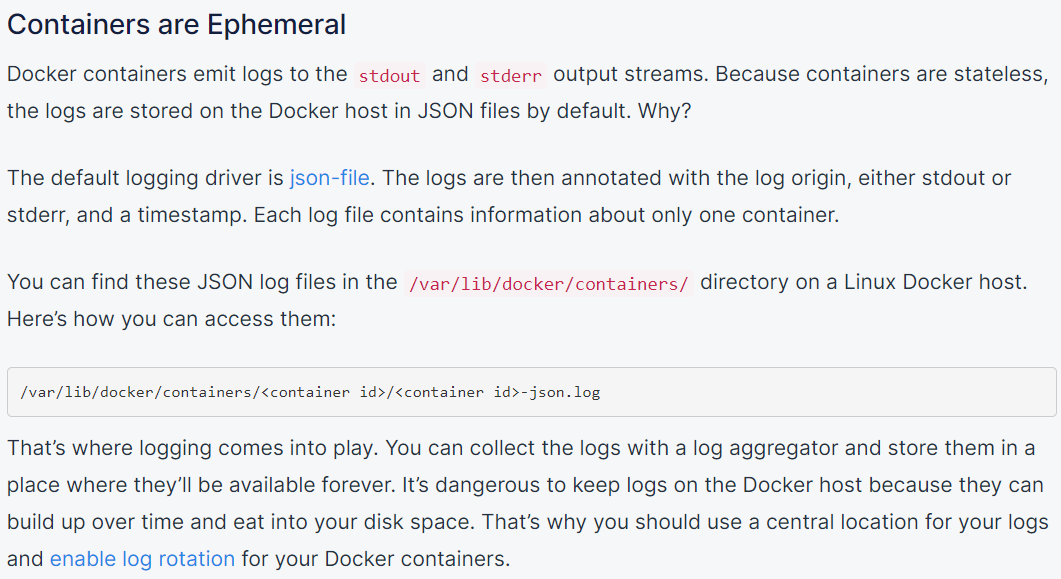 Containers are Ephemeral
Docker containers emit logs to the stdout and stderr output streams. Because containers are stateless,
the logs are stored on the Docker host in JSON files by default. Why?
The default logging driver is json-file. The logs are then annotated with the log origin, either stdout or
stderr, and a timestamp. Each log file contains information about only one container.
You can find these JSON log files in the /var/lib/docker/containers/ directory on a Linux Docker host.
Here’s how you can access them:
/var/lib/docker/containers/<container id>/<container id>-json.log
That’s where logging comes into play. You can collect the logs with a log aggregator and store them in a
place where they’ll be available forever. It’s dangerous to keep logs on the Docker host because they can
build up over time and eat into your disk space. That’s why you should use a central location for your logs
and enable log rotation for your Docker containers.